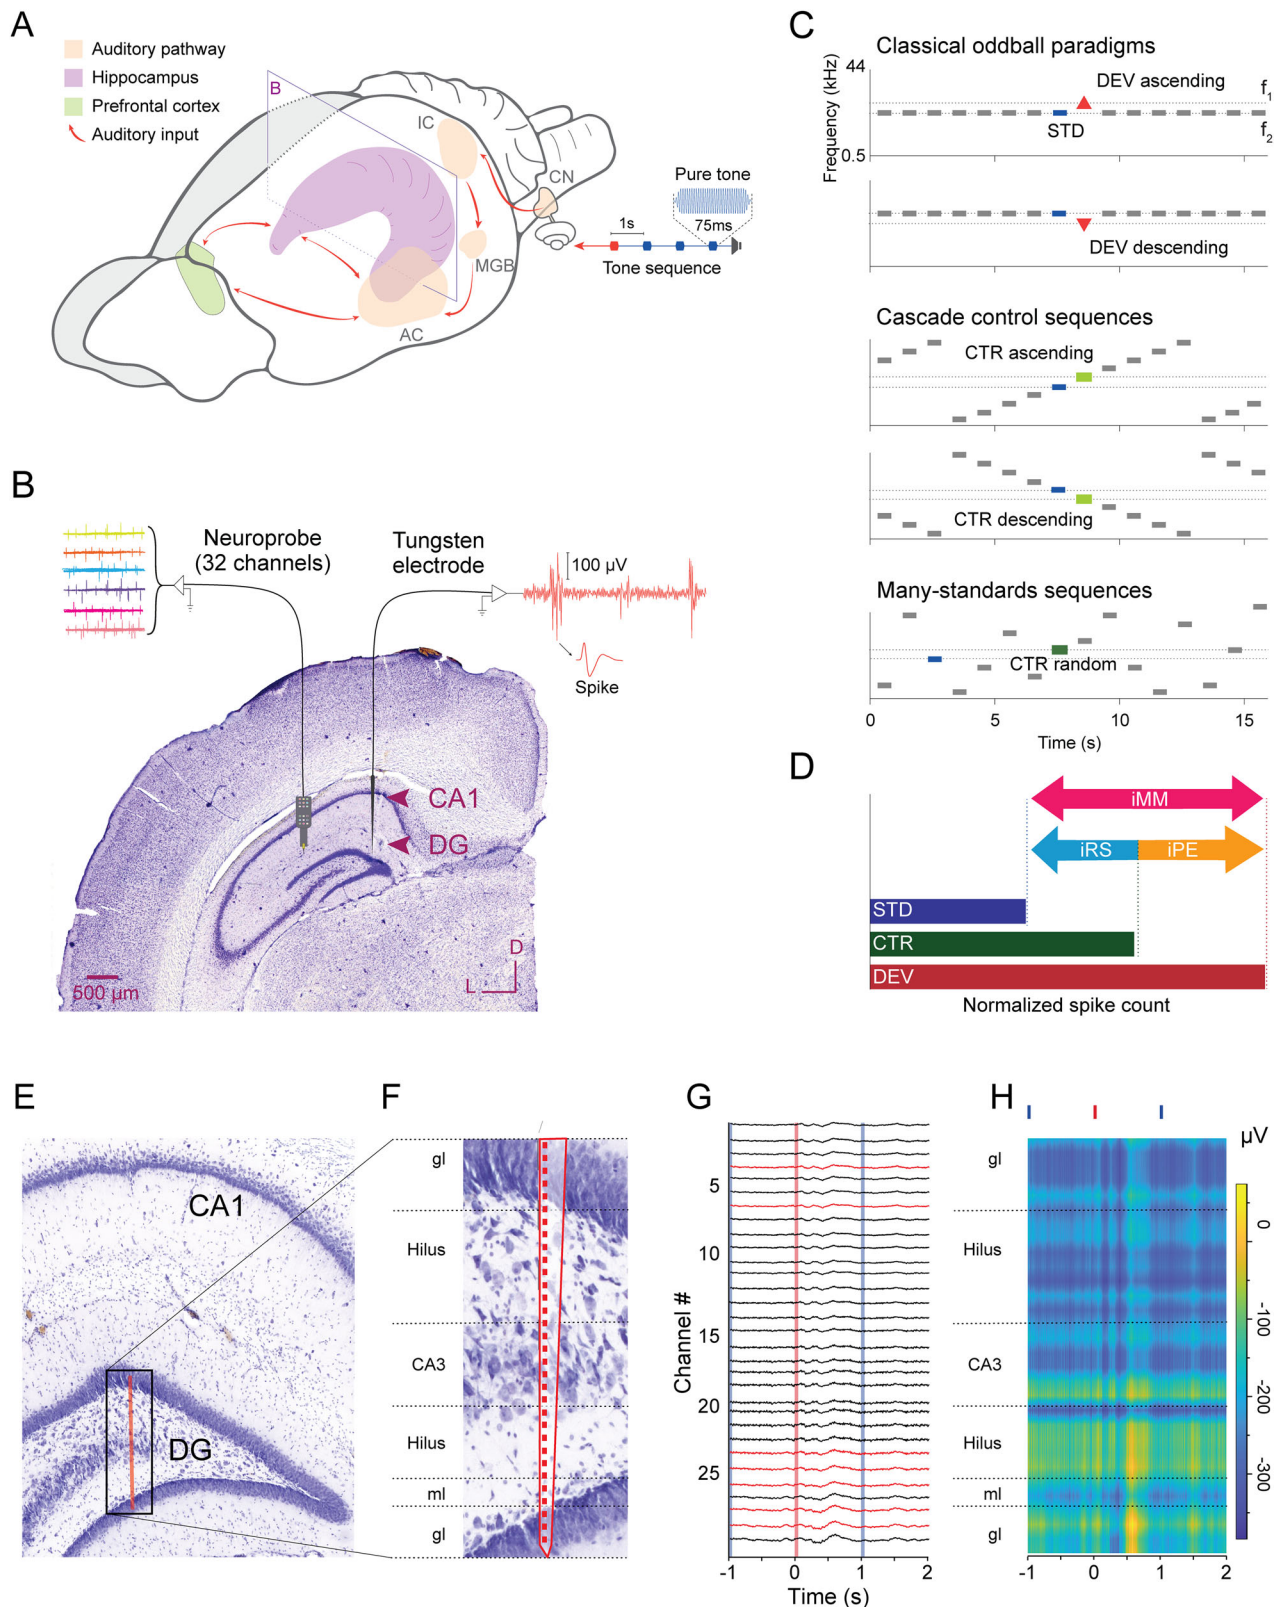 A
Auditory pathway
Hippocampus
Prefrontal cortex
Auditory input
B
IC
CN
MGB
AC
Pure tone
75ms
1s
Tone sequence
C
Classical oddball paradigms
Frequency (kHz)
44
0.5
DEV ascending
STD
f1
f2
DEV descending
Cascade control sequences
CTR ascending
CTR descending
Many-standards sequences
CTR random
0
5
10
15
Time (s)
B
Neuroprobe
(32 channels)
Tungsten
electrode
100 µV
Spike
CA1
DG
500 µm
D
L
D
iMM
iRS
iPE
STD
CTR
DEV
Normalized spike count
E
CA1
DG
F
gl
Hilus
CA3
Hilus
ml
gl
G
Channel #
5
10
15
20
25
-1
0
1
2
Time (s)
H
gl
Hilus
CA3
Hilus
ml
gl
-1
0
1
2
µV
0
-100
-200
-300